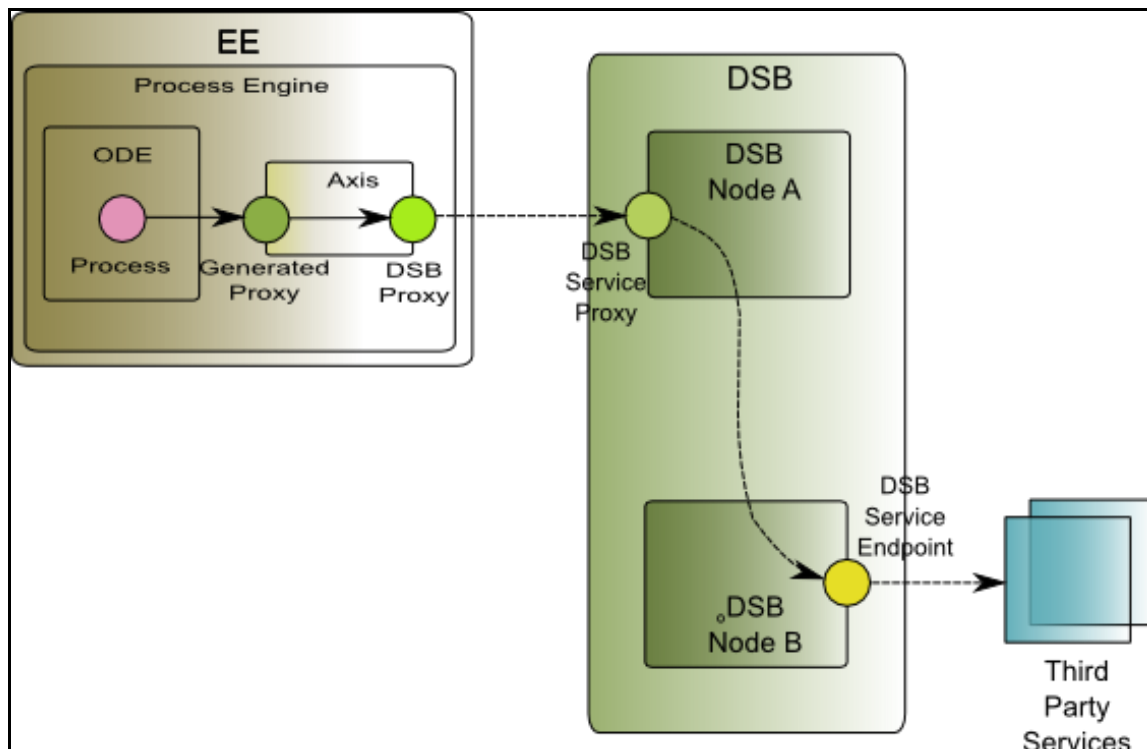 EE
Process Engine
ODE
Axis
Process
Generated
Proxy
DSB
Proxy
DSB
DSB
Node A
DSB
Service
Proxy
DSB
Service
Endpoint
DSB
Node B
Third
Party
Services